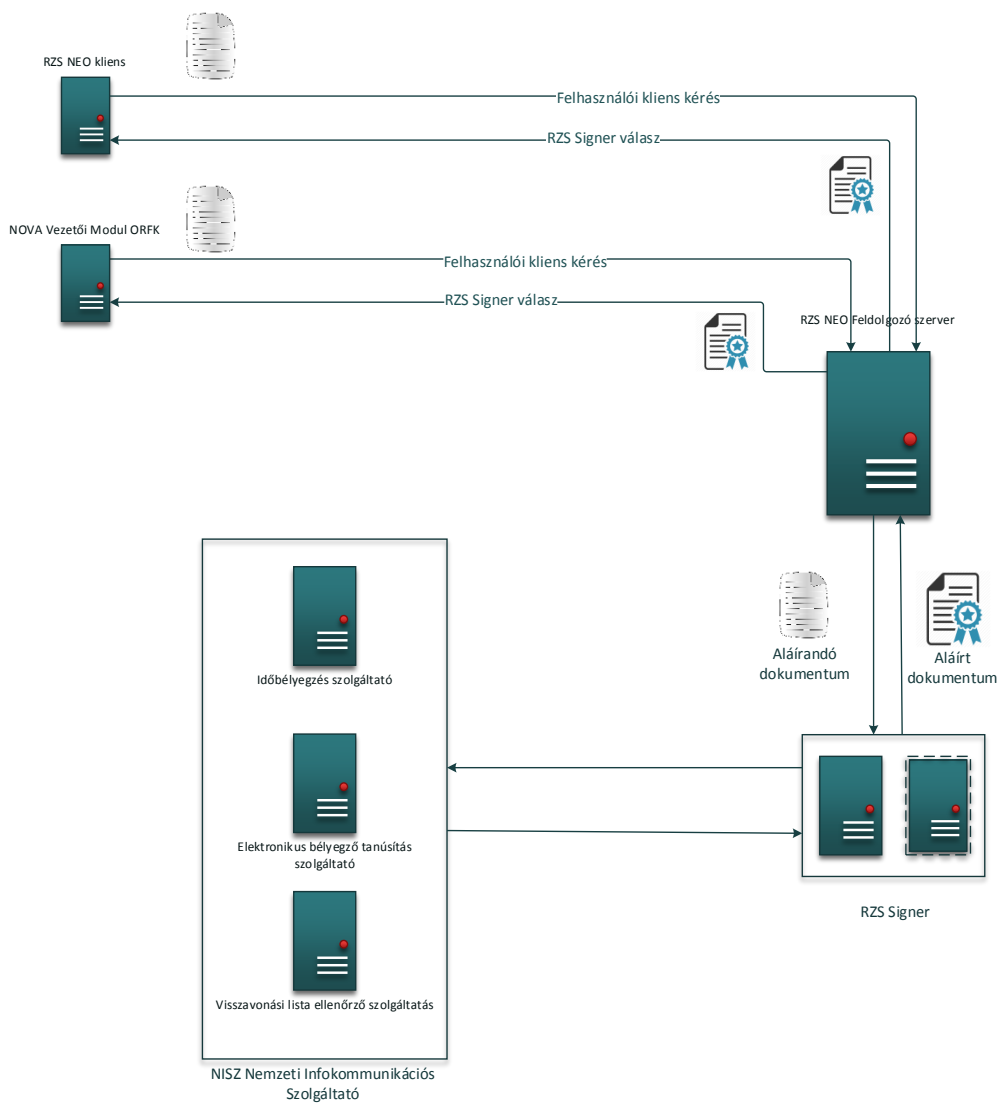 RZS NEO kliens
Felhasználói kliens kérés
RZS Signer válasz
NOVA Vezetői Modul ORFK
Felhasználói kliens kérés
RZS Signer válasz
RZS NEO Feldolgozó szerver
Aláírandó
dokumentum
Aláírt
dokumentum
Időbélyegzés szolgáltató
Elektronikus bélyegző tanúsítás
szolgáltató
Visszavonási lista ellenőrző szolgáltatás
RZS Signer
NISZ Nemzeti Infokommunikációs
Szolgáltató